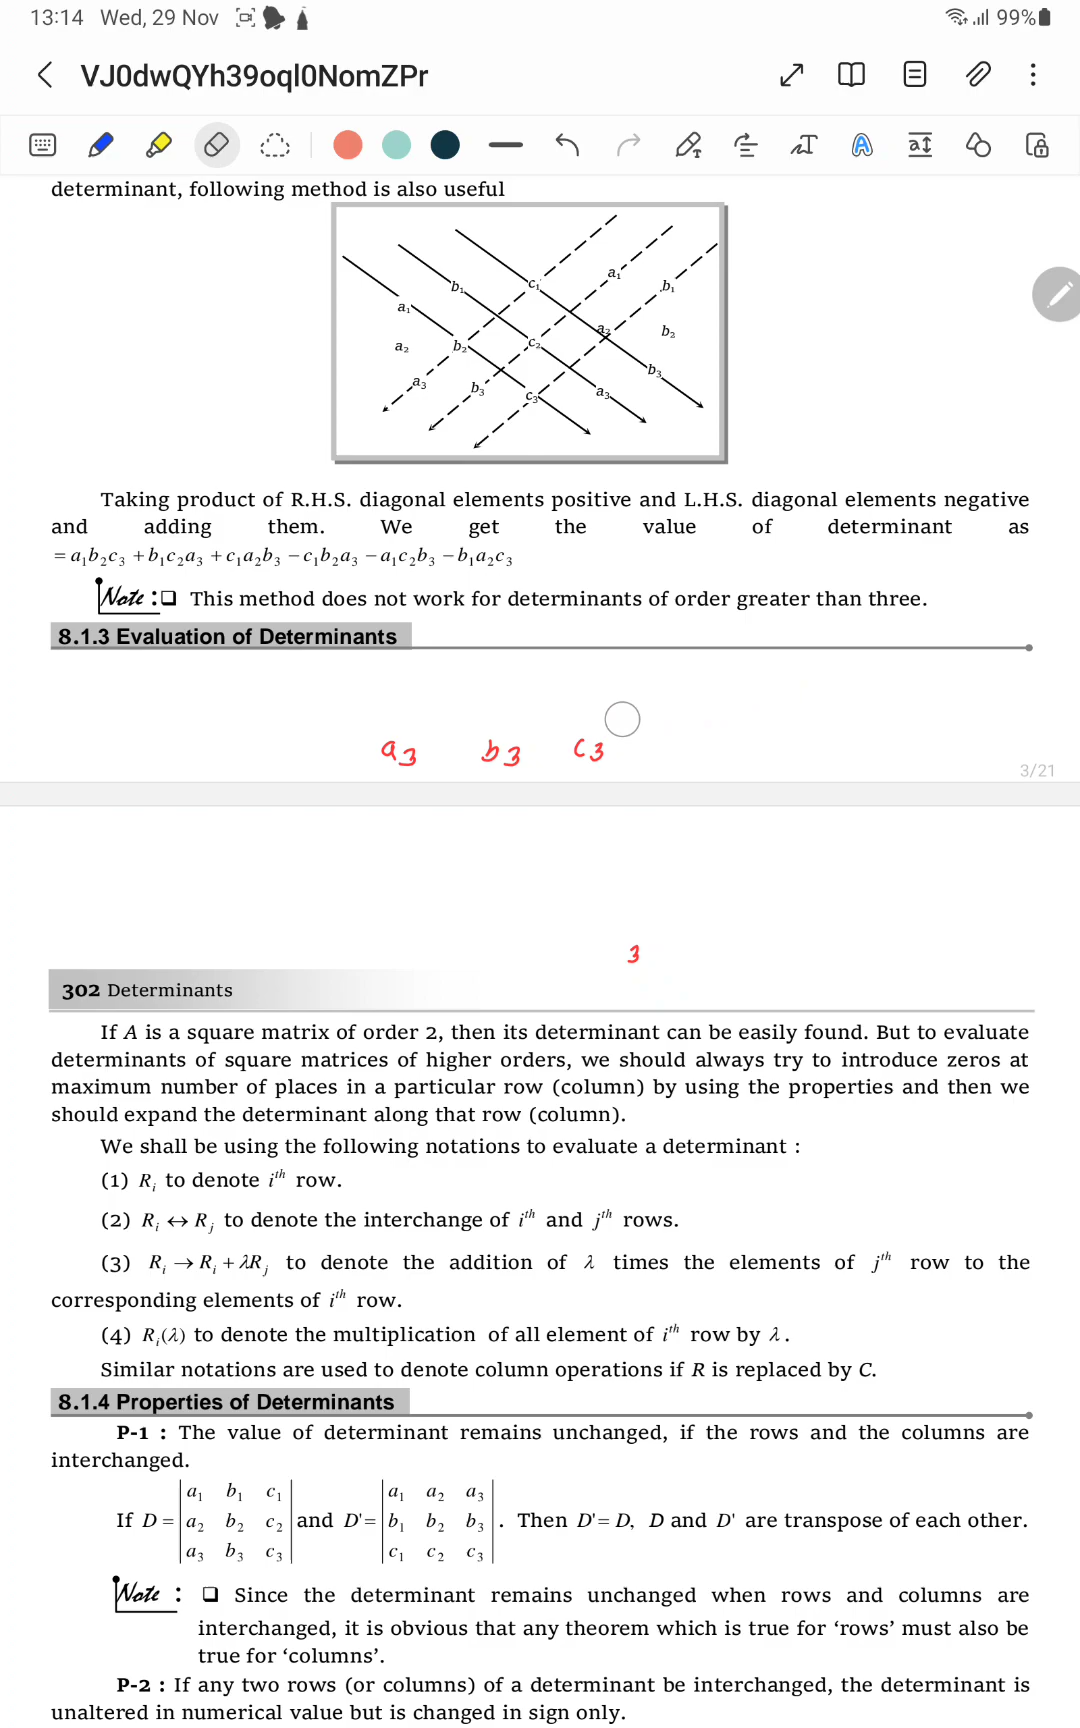 13:14 Wed, 29 Nov
99%
VJ0dwQYh39oql0NomZPr
determinant, following method is also useful
a₁ b₁ c₁ a₁ b₁
a₂ b₂ c₂ a₂ b₂
a₃ b₃ c₃ a₃ b₃
Taking product of R.H.S. diagonal elements positive and L.H.S. diagonal elements negative
and adding them. We get the value of determinant as
= a₁b₂c₃ + b₁c₂a₃ + c₁a₂b₃ − c₁b₂a₃ − a₁c₂b₃ − b₁a₂c₃
Note : ❑ This method does not work for determinants of order greater than three.
8.1.3 Evaluation of Determinants
a3 b3 c3
3/21
3
302 Determinants
If A is a square matrix of order 2, then its determinant can be easily found. But to evaluate
determinants of square matrices of higher orders, we should always try to introduce zeros at
maximum number of places in a particular row (column) by using the properties and then we
should expand the determinant along that row (column).
We shall be using the following notations to evaluate a determinant :
(1) Rᵢ to denote iᵗʰ row.
(2) Rᵢ ↔ Rⱼ to denote the interchange of iᵗʰ and jᵗʰ rows.
(3) Rᵢ → Rᵢ + λRⱼ to denote the addition of λ times the elements of jᵗʰ row to the
corresponding elements of iᵗʰ row.
(4) Rᵢ(λ) to denote the multiplication of all element of iᵗʰ row by λ.
Similar notations are used to denote column operations if R is replaced by C.
8.1.4 Properties of Determinants
P-1 : The value of determinant remains unchanged, if the rows and the columns are
interchanged.
a₁ b₁ c₁ a₁ a₂ a₃
If D = a₂ b₂ c₂ and D'= b₁ b₂ b₃ . Then D'= D, D and D' are transpose of each other.
a₃ b₃ c₃ c₁ c₂ c₃
Note : ❑ Since the determinant remains unchanged when rows and columns are
interchanged, it is obvious that any theorem which is true for ‘rows’ must also be
true for ‘columns’.
P-2 : If any two rows (or columns) of a determinant be interchanged, the determinant is
unaltered in numerical value but is changed in sign only.